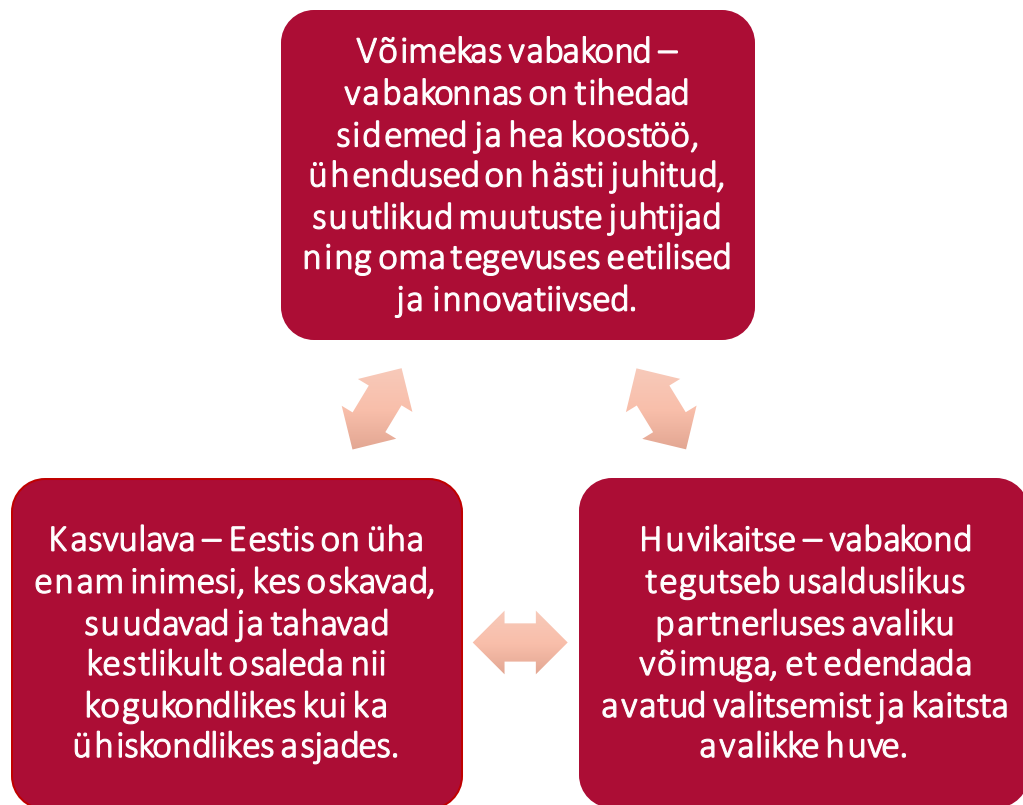 Võimekas vabakond –
vabakonnas on tihedad
sidemed ja hea koostöö,
ühendused on hästi juhitud,
suutlikud muutuste juhtijad
ning oma tegevuses eetilised
ja innovatiivsed.
Kasvulava – Eestis on üha
enam inimesi, kes oskavad,
suudavad ja tahavad
kestlikult osaleda nii
kogukondlikes kui ka
ühiskondlikes asjades.
Huvikaitse – vabakond
tegutseb usalduslikus
partnerluses avaliku
võimuga, et edendada
avatud valitsemist ja kaitsta
avalikke huve.